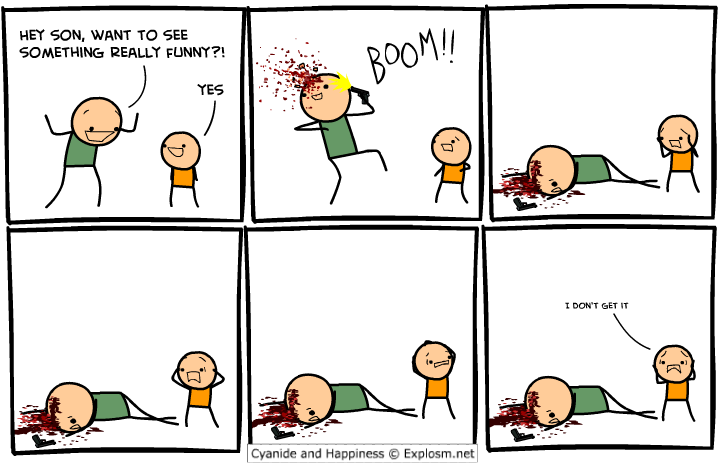 HEY SON, WANT TO SEE
SOMETHING REALLY FUNNY?!
YES
BOOM!!
I DON'T GET IT
Cyanide and Happiness © Explosm.net